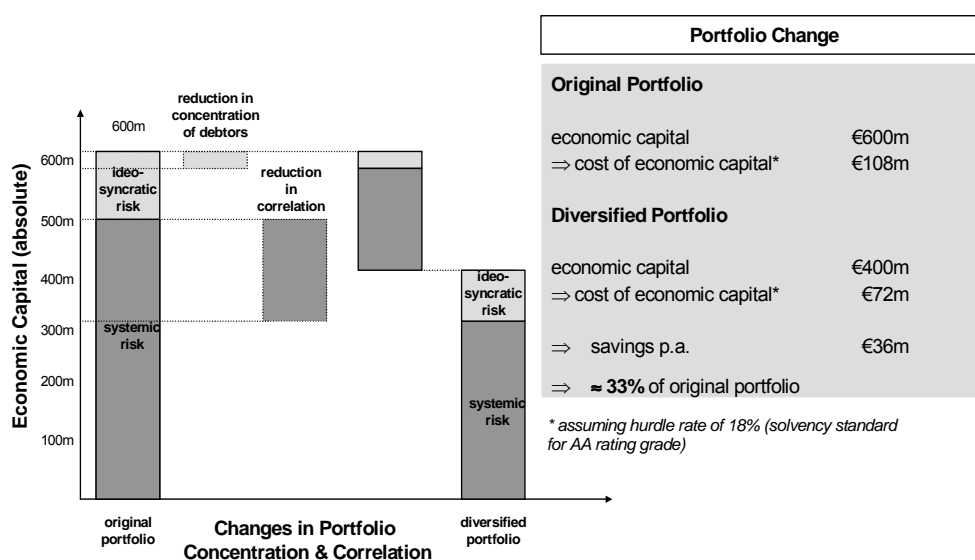 reduction in
concentration
of debtors
600m
600m
ideo-
syncratic
risk
reduction
in
correlation
500m
400m
300m
200m
100m
systemic
risk
ideo-
syncratic
risk
systemic
risk
Economic Capital (absolute)
original
portfolio
Changes in Portfolio
Concentration & Correlation
diversified
portfolio
Portfolio Change
Original Portfolio
economic capital €600m
⇒ cost of economic capital* €108m
Diversified Portfolio
economic capital €400m
⇒ cost of economic capital* €72m
⇒ savings p.a. €36m
⇒ ≈ 33% of original portfolio
* assuming hurdle rate of 18% (solvency standard
for AA rating grade)